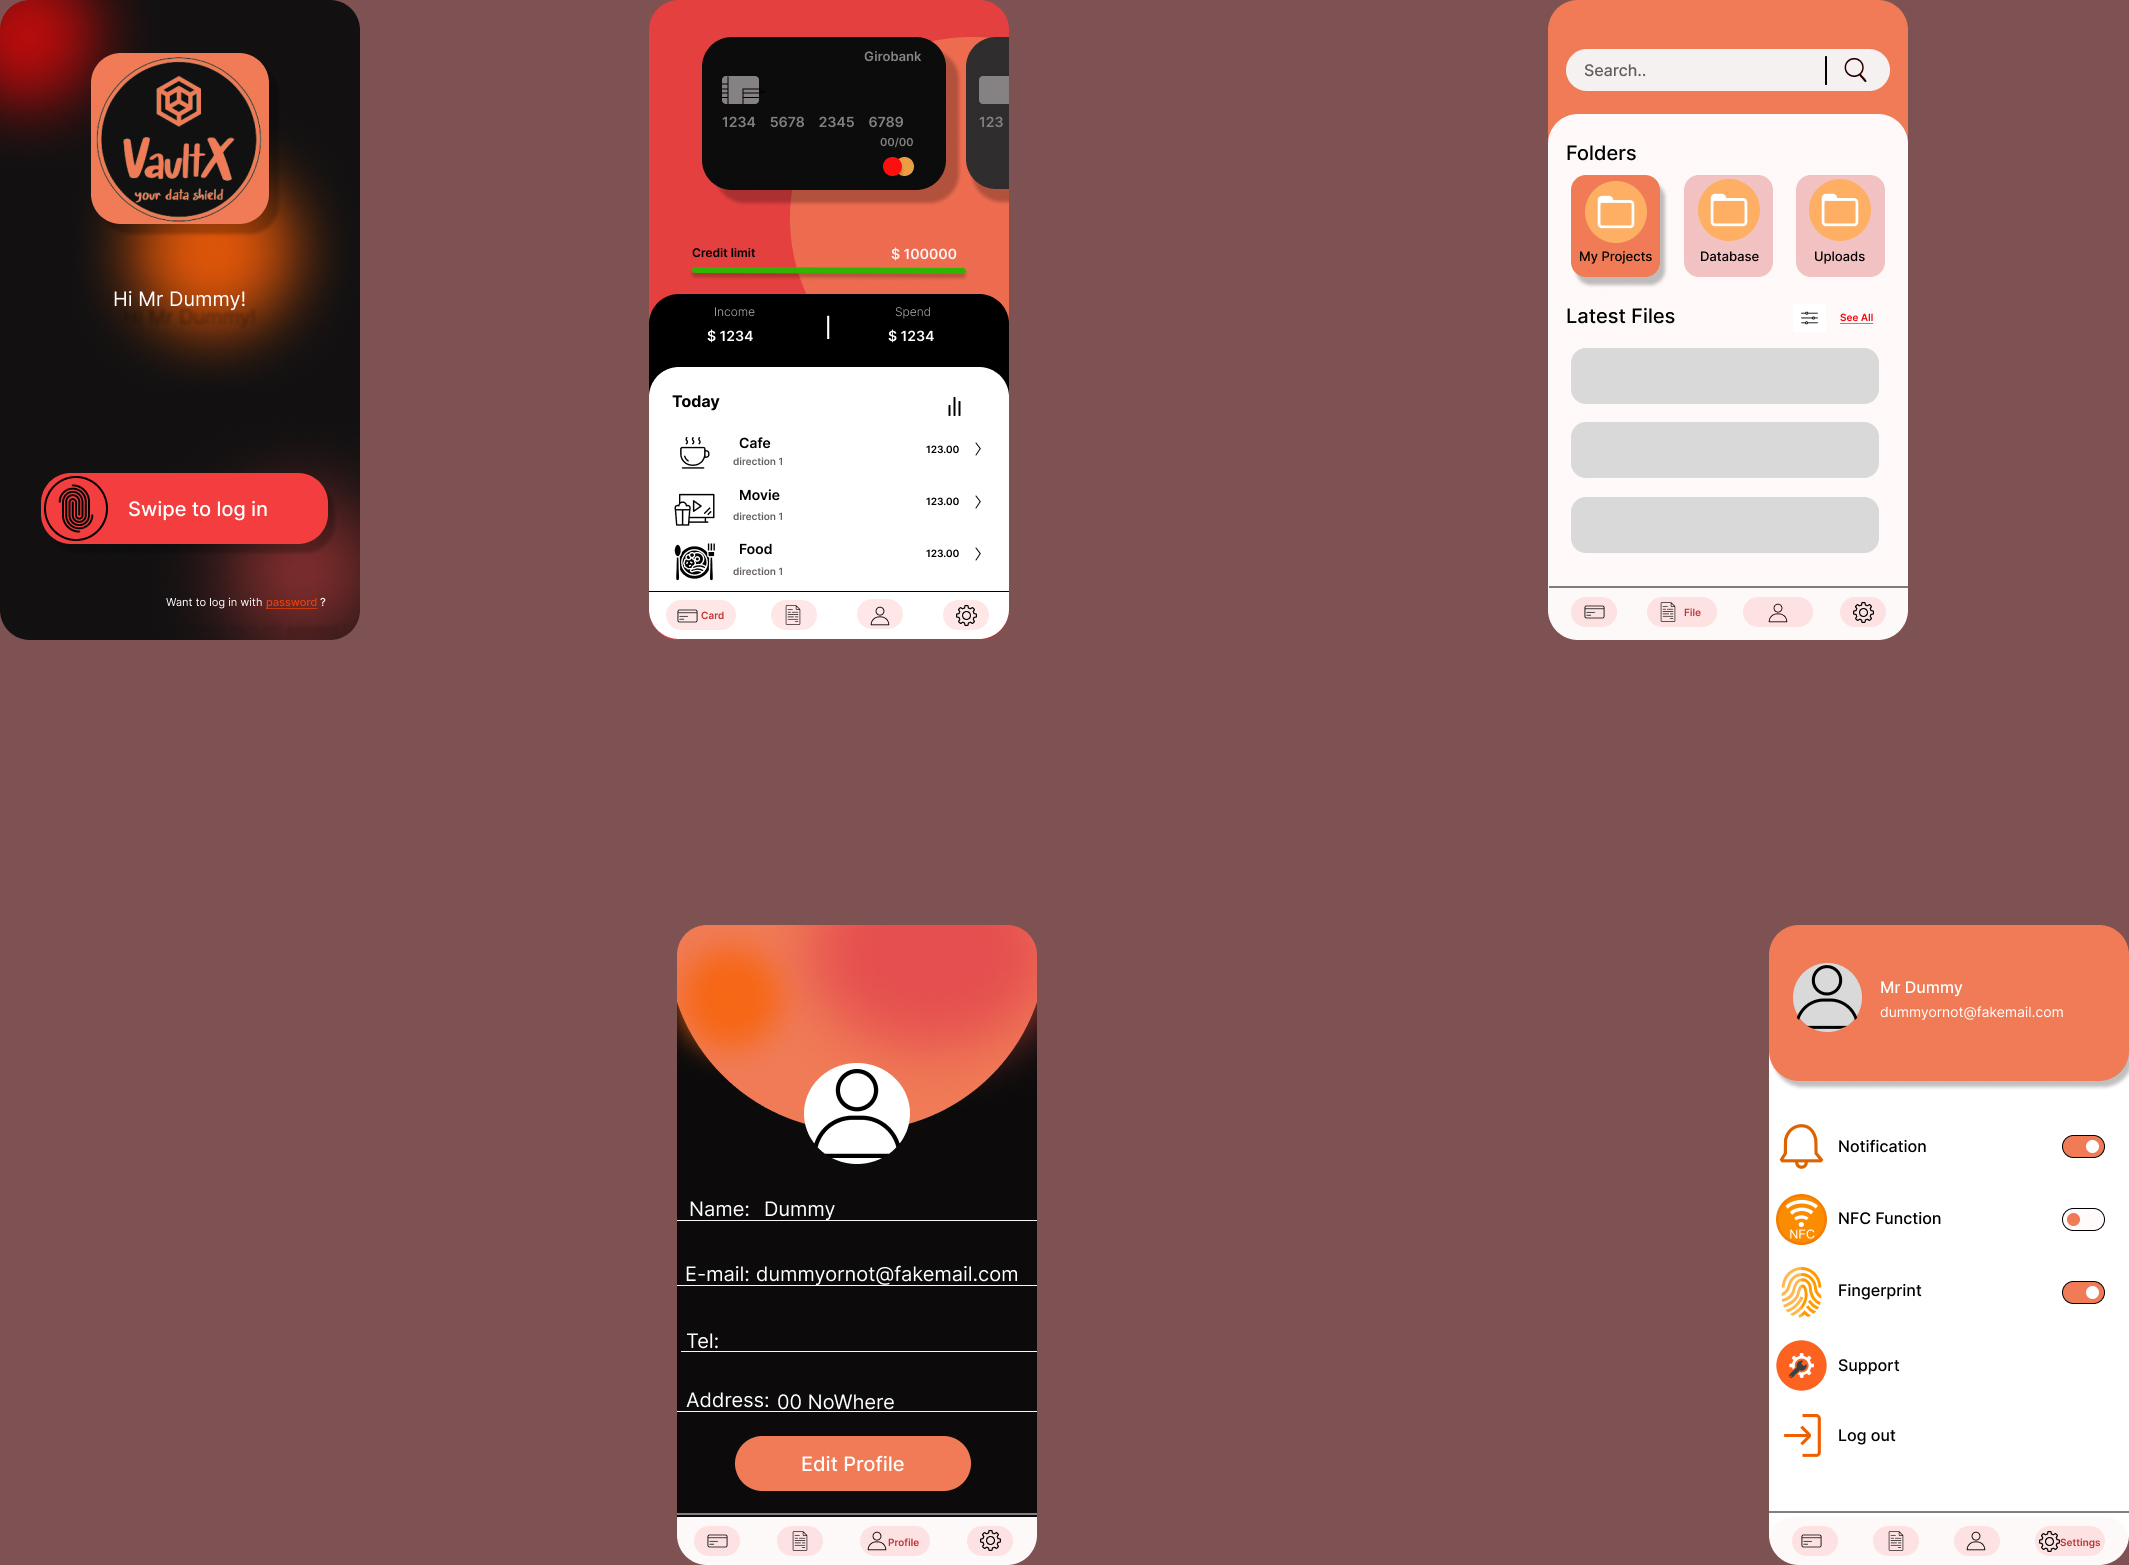 VaultX
your data shield
Hi Mr Dummy!
Swipe to log in
Want to log in with password ?
Girobank
1234 5678 2345 6789
00/00
123
Credit limit
$ 100000
Income
Spend
$ 1234
$ 1234
Today
Cafe
direction 1
123.00
Movie
direction 1
123.00
Food
direction 1
123.00
Card
Search..
Folders
My Projects
Database
Uploads
Latest Files
See All
File
Name: Dummy
E-mail: dummyornot@fakemail.com
Tel:
Address: 00 NoWhere
Edit Profile
Profile
Mr Dummy
dummyornot@fakemail.com
Notification
NFC
NFC Function
Fingerprint
Support
Log out
Settings